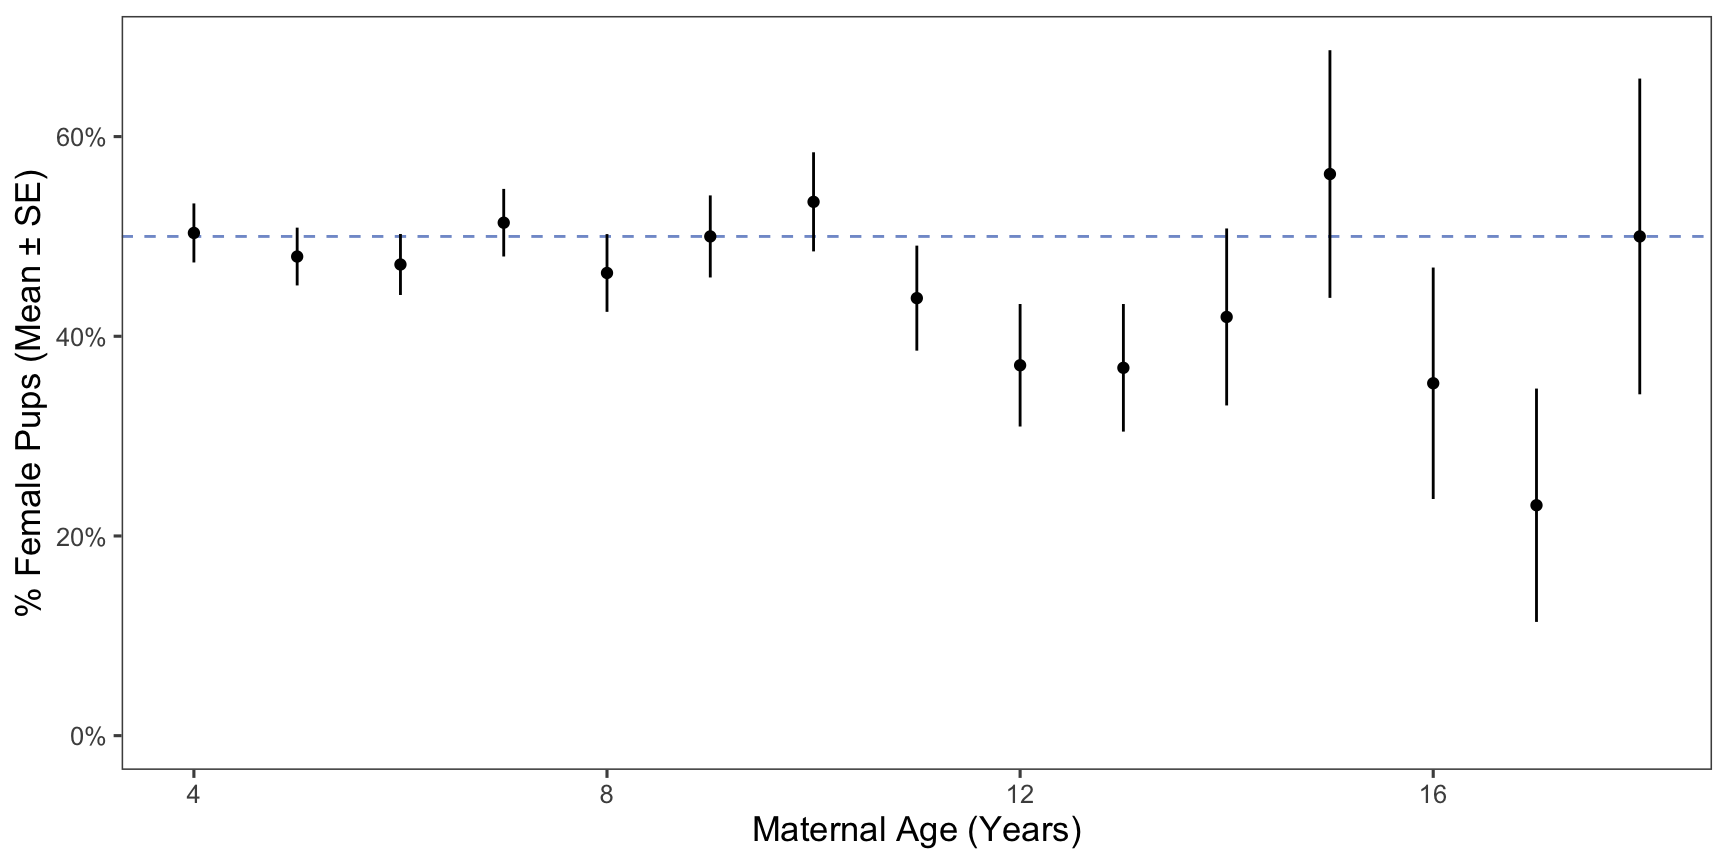 % Female Pups (Mean ± SE)
60%
40%
20%
0%
4 8 12 16
Maternal Age (Years)